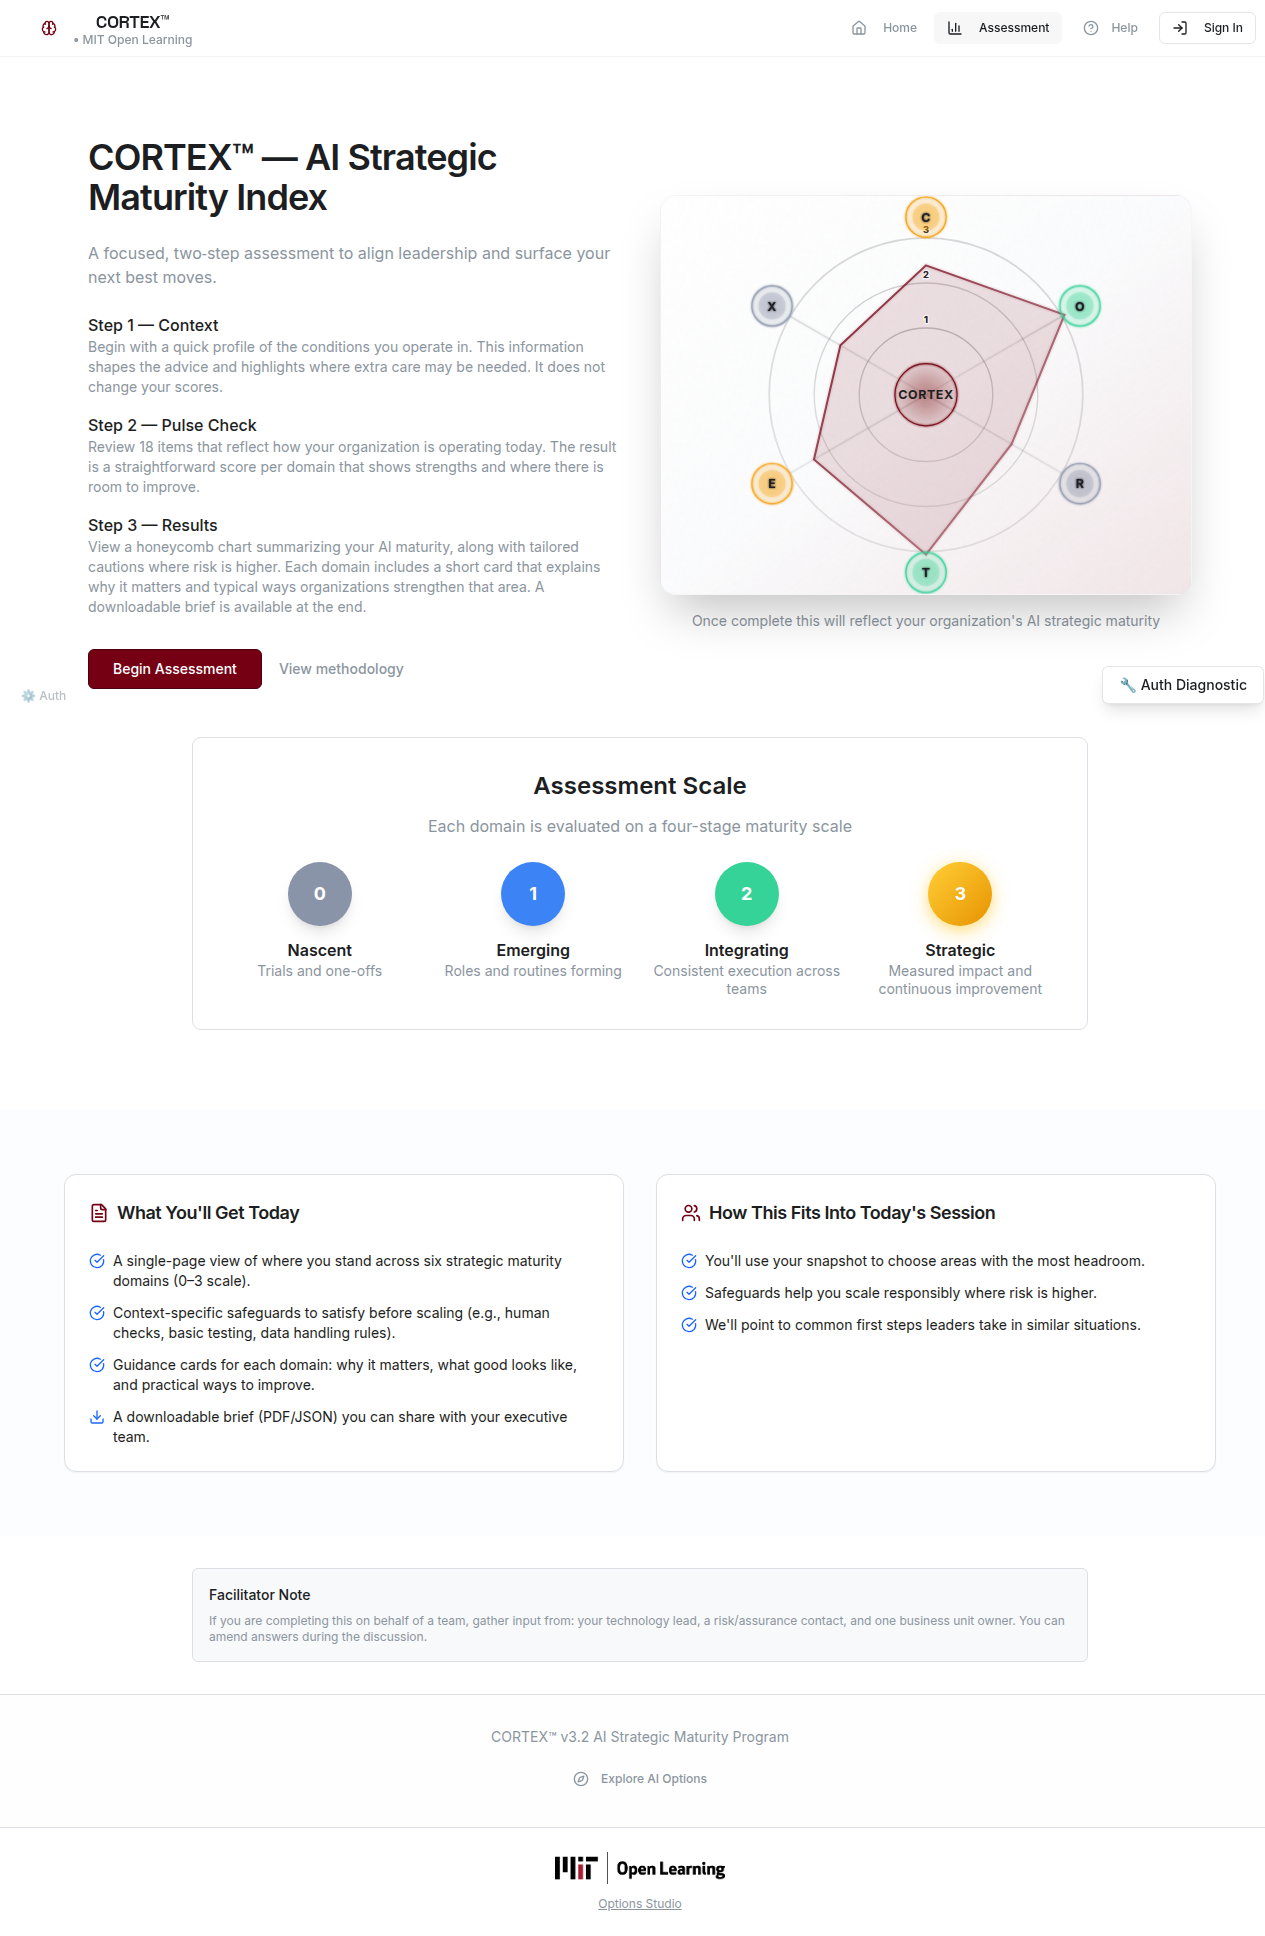 CORTEX™
• MIT Open Learning
Home
Assessment
Help
Sign In
CORTEX™ — AI Strategic
Maturity Index
A focused, two-step assessment to align leadership and surface your
next best moves.
Step 1 — Context
Begin with a quick profile of the conditions you operate in. This information
shapes the advice and highlights where extra care may be needed. It does not
change your scores.
Step 2 — Pulse Check
Review 18 items that reflect how your organization is operating today. The result
is a straightforward score per domain that shows strengths and where there is
room to improve.
Step 3 — Results
View a honeycomb chart summarizing your AI maturity, along with tailored
cautions where risk is higher. Each domain includes a short card that explains
why it matters and typical ways organizations strengthen that area. A
downloadable brief is available at the end.
Begin Assessment
View methodology
C
3
2
1
X
O
CORTEX
E
R
T
Once complete this will reflect your organization's AI strategic maturity
⚙️ Auth
🔧 Auth Diagnostic
Assessment Scale
Each domain is evaluated on a four-stage maturity scale
0
1
2
3
Nascent
Trials and one-offs
Emerging
Roles and routines forming
Integrating
Consistent execution across
teams
Strategic
Measured impact and
continuous improvement
What You'll Get Today
A single-page view of where you stand across six strategic maturity
domains (0–3 scale).
Context-specific safeguards to satisfy before scaling (e.g., human
checks, basic testing, data handling rules).
Guidance cards for each domain: why it matters, what good looks like,
and practical ways to improve.
A downloadable brief (PDF/JSON) you can share with your executive
team.
How This Fits Into Today's Session
You'll use your snapshot to choose areas with the most headroom.
Safeguards help you scale responsibly where risk is higher.
We'll point to common first steps leaders take in similar situations.
Facilitator Note
If you are completing this on behalf of a team, gather input from: your technology lead, a risk/assurance contact, and one business unit owner. You can
amend answers during the discussion.
CORTEX™ v3.2 AI Strategic Maturity Program
Explore AI Options
MIT Open Learning
Options Studio